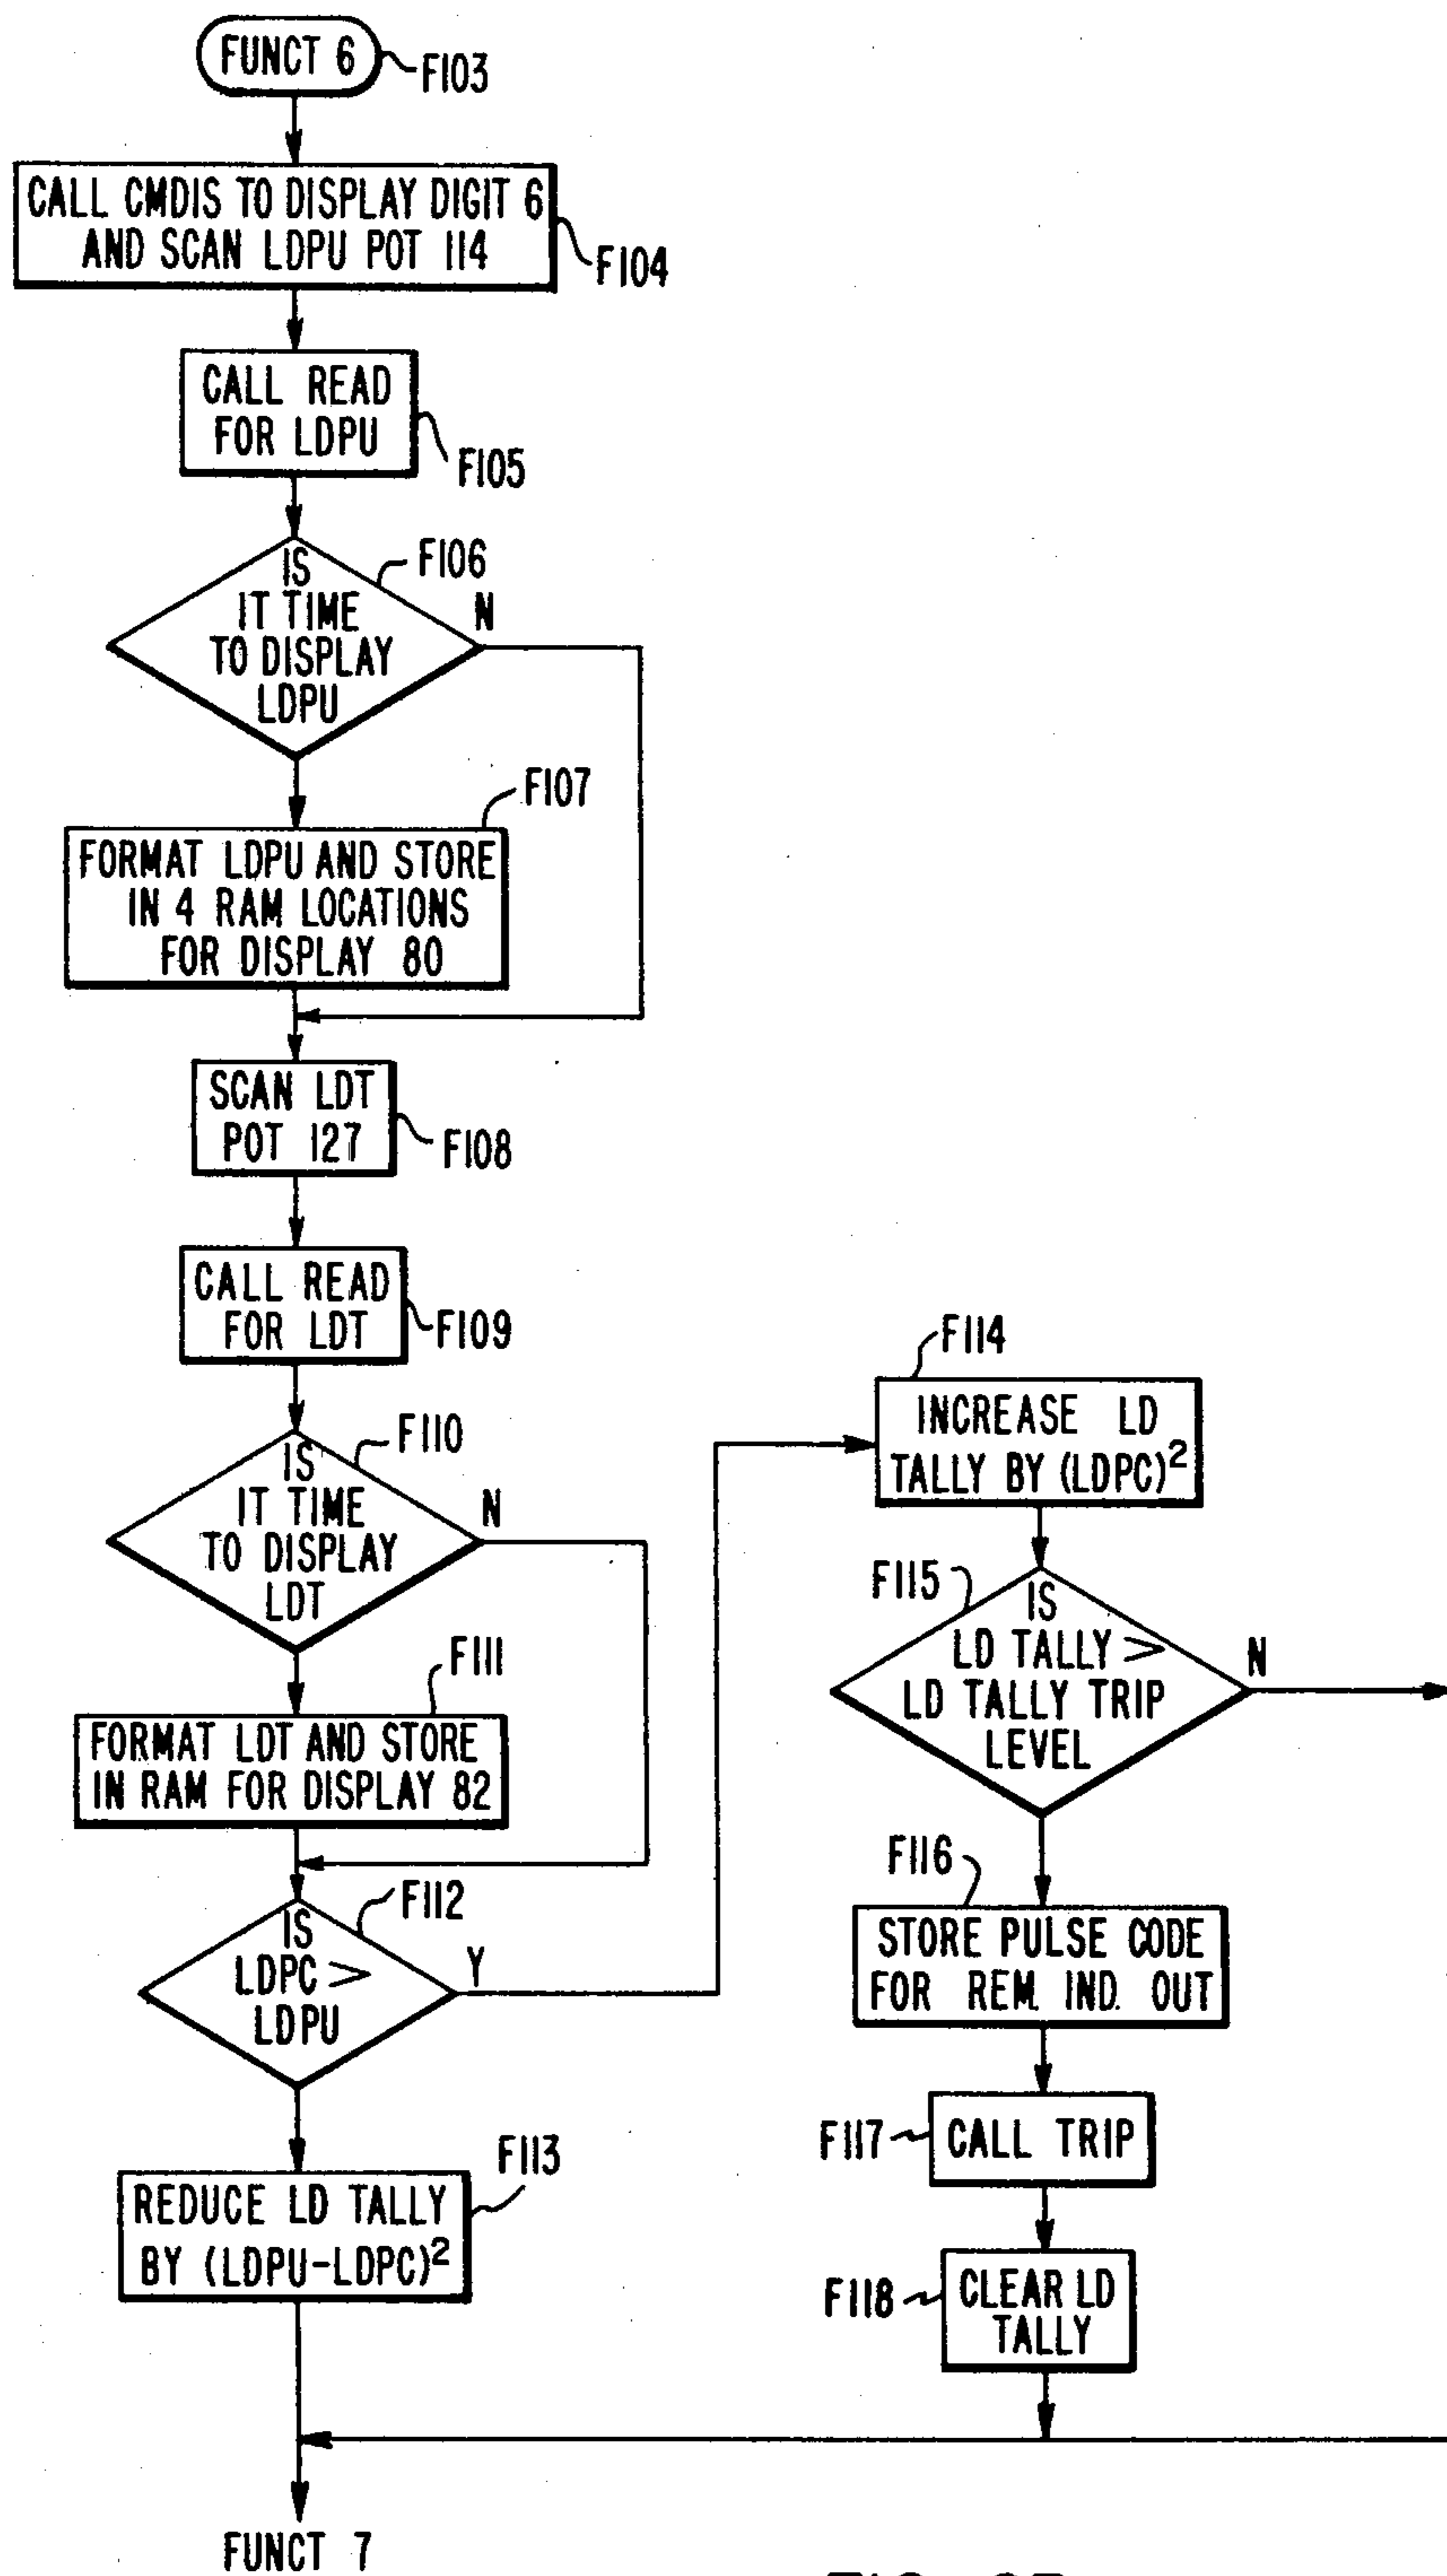 FUNCT 6
F103
CALL CMDIS TO DISPLAY DIGIT 6
AND SCAN LDPU POT 114
F104
CALL READ
FOR LDPU
F105
IS
IT TIME
TO DISPLAY
LDPU
F106
N
F107
FORMAT LDPU AND STORE
IN 4 RAM LOCATIONS
FOR DISPLAY 80
SCAN LDT
POT 127
F108
CALL READ
FOR LDT
F109
F110
IS
IT TIME
TO DISPLAY
LDT
N
F111
FORMAT LDT AND STORE
IN RAM FOR DISPLAY 82
F112
IS
LDPC >
LDPU
Y
F113
REDUCE LD TALLY
BY (LDPU-LDPC)²
F114
INCREASE LD
TALLY BY (LDPC)²
F115
IS
LD TALLY >
LD TALLY TRIP
LEVEL
N
F116
STORE PULSE CODE
FOR REM. IND. OUT
F117
CALL TRIP
F118
CLEAR LD
TALLY
FUNCT 7